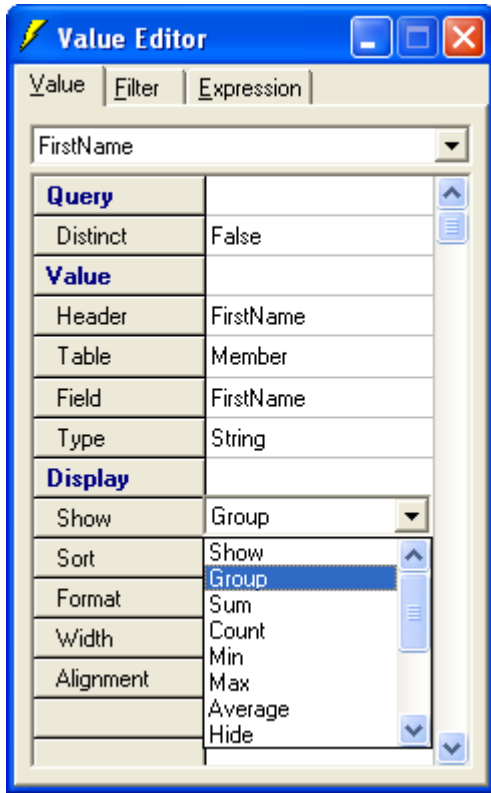 Value Editor
Value Filter Expression
FirstName
Query
Distinct False
Value
Header FirstName
Table Member
Field FirstName
Type String
Display
Show Group
Sort Show
Group
Format Sum
Width Count
Min
Alignment Max
Average
Hide